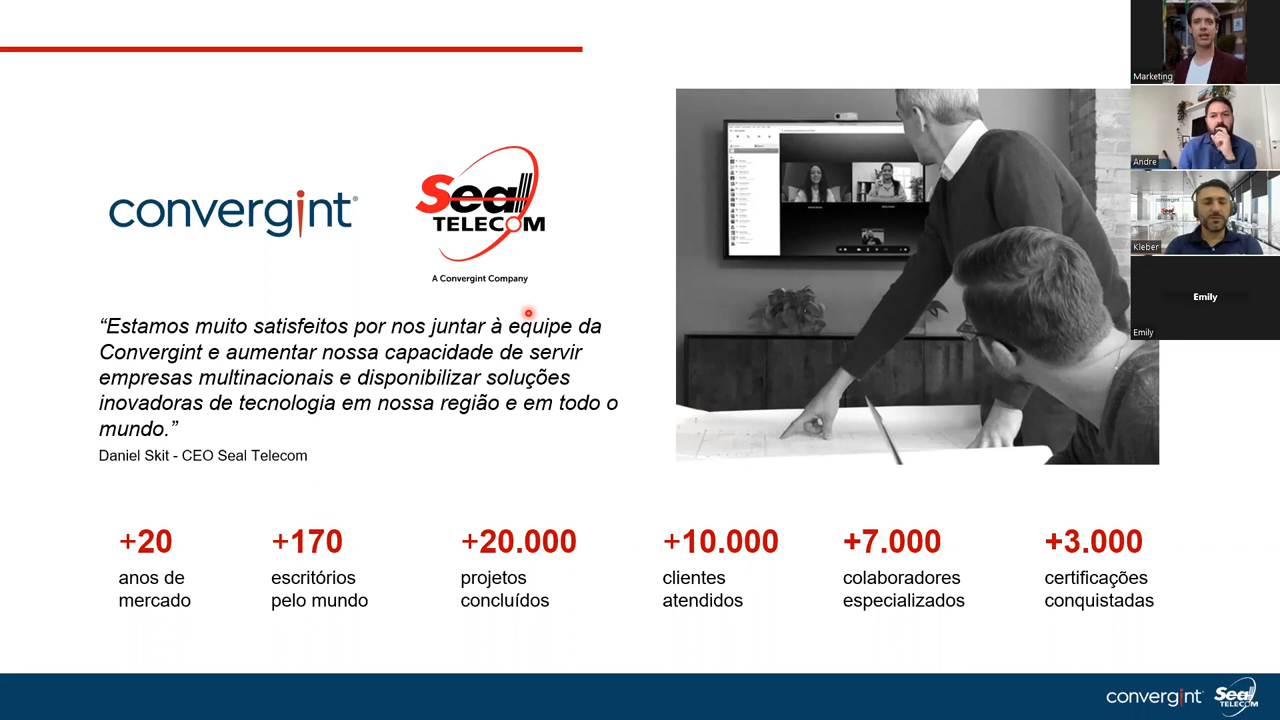 Marketing
Andre
Kleber
Emily
Emily
convergint®
Seal
TELECOM
A Convergint Company
“Estamos muito satisfeitos por nos juntar à equipe da
Convergint e aumentar nossa capacidade de servir
empresas multinacionais e disponibilizar soluções
inovadoras de tecnologia em nossa região e em todo o
mundo.”
Daniel Skit - CEO Seal Telecom
+20
anos de
mercado
+170
escritórios
pelo mundo
+20.000
projetos
concluídos
+10.000
clientes
atendidos
+7.000
colaboradores
especializados
+3.000
certificações
conquistadas
convergint
Seal
TELECOM